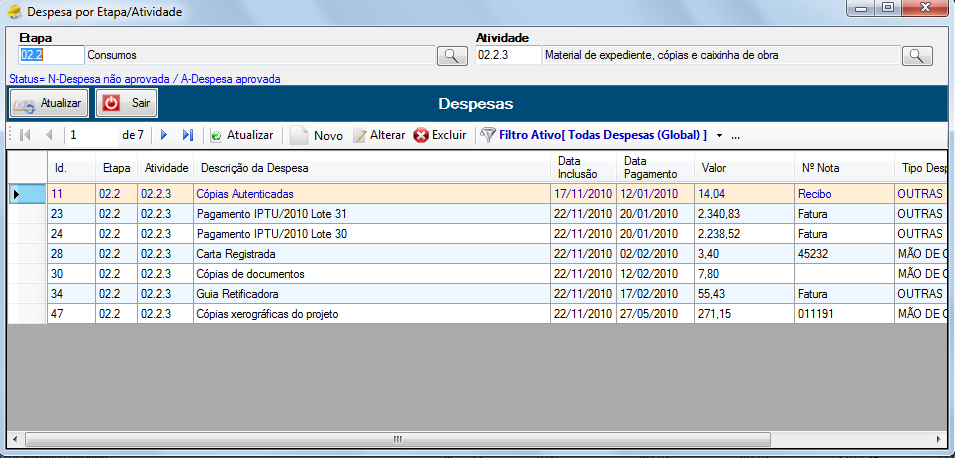 Despesa por Etapa/Atividade
Etapa Atividade
02.2 Consumos 02.2.3 Material de expediente, cópias e caixinha de obra
Status= N-Despesa não aprovada / A-Despesa aprovada
Atualizar Sair Despesas
1 de 7 Atualizar Novo Alterar Excluir Filtro Ativo[ Todas Despesas (Global) ] ...
Id. Etapa Atividade Descrição da Despesa Data Inclusão Data Pagamento Valor Nº Nota Tipo Desp
11 02.2 02.2.3 Cópias Autenticadas 17/11/2010 12/01/2010 14,04 Recibo OUTRAS
23 02.2 02.2.3 Pagamento IPTU/2010 Lote 31 22/11/2010 20/01/2010 2.340,83 Fatura OUTRAS
24 02.2 02.2.3 Pagamento IPTU/2010 Lote 30 22/11/2010 20/01/2010 2.238,52 Fatura OUTRAS
28 02.2 02.2.3 Carta Registrada 22/11/2010 02/02/2010 3,40 45232 MÃO DE O
30 02.2 02.2.3 Cópias de documentos 22/11/2010 12/02/2010 7,80 MÃO DE O
34 02.2 02.2.3 Guia Retificadora 22/11/2010 17/02/2010 55,43 Fatura OUTRAS
47 02.2 02.2.3 Cópias xerográficas do projeto 22/11/2010 27/05/2010 271,15 011191 MÃO DE O